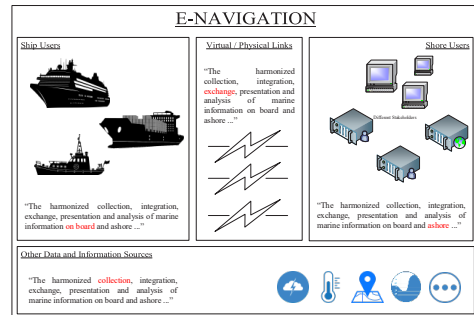 E-NAVIGATION
Ship Users
"The harmonized collection, integration,
exchange, presentation and analysis of marine
information on board and ashore ..."
Virtual / Physical Links
"The harmonized
collection, integration,
exchange, presentation and
analysis of marine
information on board and
ashore ..."
Shore Users
Different Stakeholders
"The harmonized collection, integration,
exchange, presentation and analysis of
marine information on board and ashore ..."
Other Data and Information Sources
"The harmonized collection, integration,
exchange, presentation and analysis of
marine information on board and ashore ..."